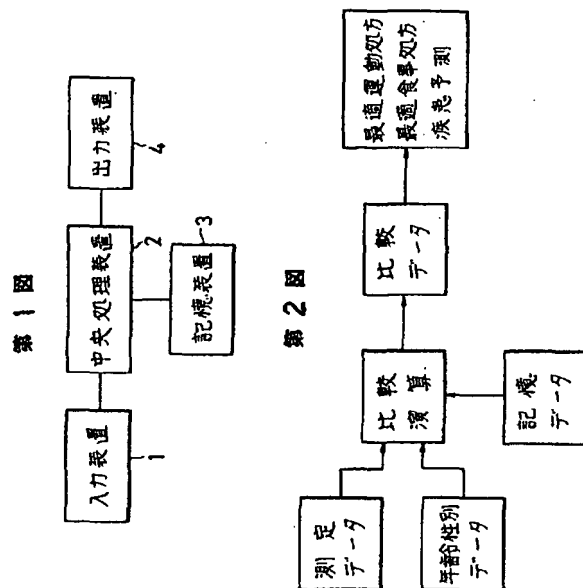 第1図
入力装置
1
中央処理装置
2
記憶装置
3
出力装置
4
第2図
測定
データ
年齢性別
データ
比較
演算
記憶
データ
比較
データ
最適運動処方
最適食事処方
疾患予測